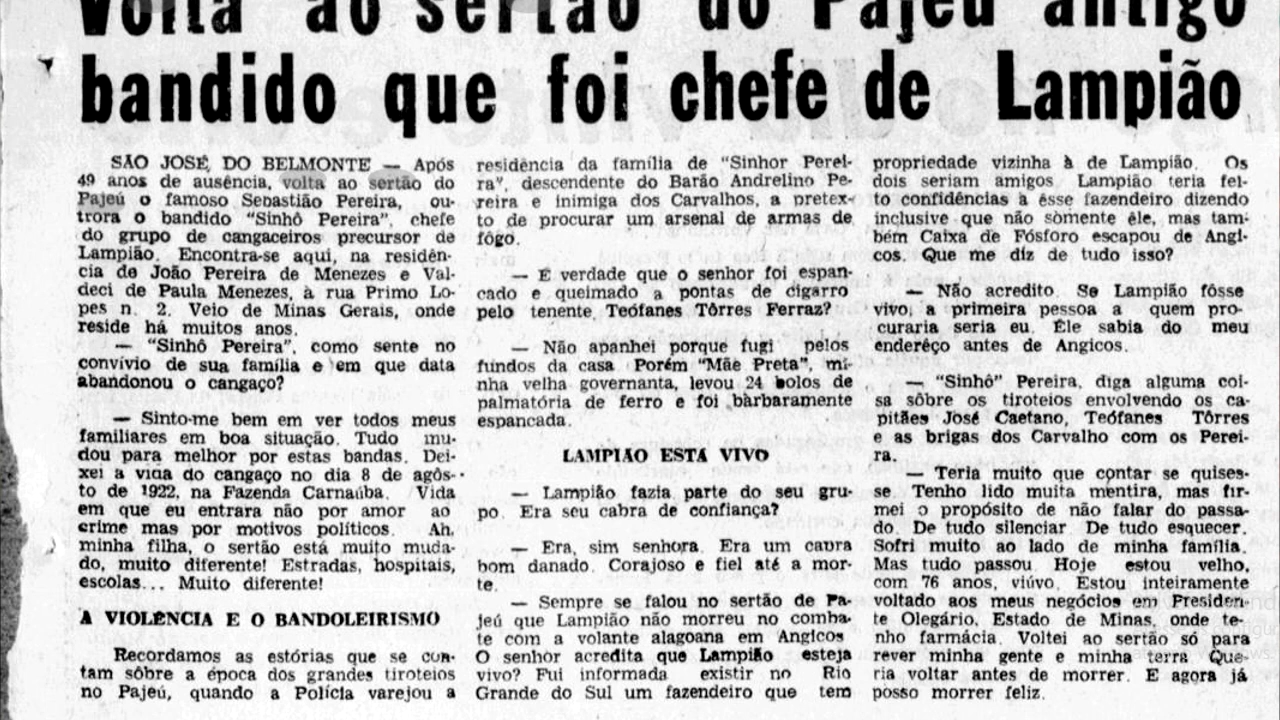 Volta ao sertão do Pajeú antigo
bandido que foi chefe de Lampião
SÃO JOSÉ, DO BELMONTE — Após
49 anos de ausência, volta ao sertão do
Pajeú o famoso Sebastião Pereira, ou-
trora o bandido "Sinhô Pereira", chefe
do grupo de cangaceiros precursor de
Lampião. Encontra-se aqui, na residên-
cia de João Pereira de Menezes e Val-
deci de Paula Menezes, à rua Primo Lo-
pes n. 2. Veio de Minas Gerais, onde
reside há muitos anos.
— "Sinhô Pereira", como sente no
convívio de sua família e em que data
abandonou o cangaço?
— Sinto-me bem em ver todos meus
familiares em boa situação. Tudo mu-
dou para melhor por estas bandas. Dei-
xei a vida do cangaço no dia 8 de agôs-
to de 1922, na Fazenda Carnaúba. Vida
em que eu entrara não por amor ao
crime mas por motivos políticos. Ah,
minha filha, o sertão está muito muda-
do, muito diferente! Estradas, hospitais,
escolas... Muito diferente!
A VIOLÊNCIA E O BANDOLEIRISMO
Recordamos as estórias que se con-
tam sôbre a época dos grandes tiroteios
no Pajeú, quando a Polícia varejou a
residência da família de "Sinhor Perei-
ra", descendente do Barão Andrelino Pe-
reira e inimiga dos Carvalhos, a pretex-
to de procurar um arsenal de armas de
fôgo.
— É verdade que o senhor foi espan-
cado e queimado a pontas de cigarro
pelo tenente, Teófanes Tôrres Ferraz?
— Não apanhei porque fugi pelos
fundos da casa Porém "Mãe Preta", mi-
nha velha governanta, levou 24 bolos de
palmatória de ferro e foi bàrbaramente
espancada.
LAMPIÃO ESTÁ VIVO
— Lampião fazia parte do seu gru-
po. Era seu cabra de confiança?
— Era, sim senhora. Era um cabra
bom danado. Corajoso e fiel até a mor-
te.
— Sempre se falou no sertão de Pa-
jeú que Lampião não morreu no comba-
te com a volante alagoana em Angicos
O senhor acredita que Lampião esteja
vivo? Fui informada existir no Rio
Grande do Sul um fazendeiro que tem
propriedade vizinha à de Lampião. Os
dois seriam amigos Lampião teria fei-
to confidências a êsse fazendeiro dizendo
inclusive que não sòmente êle, mas tam-
bém Caixa de Fósforo escapou de Angi-
cos. Que me diz de tudo isso?
— Não acredito. Se Lampião fôsse
vivo, a primeira pessoa a quem pro-
curaria seria eu. Êle sabia do meu
enderêço antes de Angicos.
— "Sinhô" Pereira, diga alguma coi-
sa sôbre os tiroteios envolvendo os ca-
pitães José Caetano, Teófanes Tôrres
e as brigas dos Carvalho com os Perei-
ra.
— Teria muito que contar se quises-
se. Tenho lido muita mentira, mas fir-
mei o propósito de não falar do passa-
do. De tudo silenciar De tudo esquecer.
Sofri muito ao lado de minha família.
Mas tudo passou. Hoje estou velho,
com 76 anos, viúvo. Estou inteiramente
voltado aos meus negócios em Presiden-
te Olegário, Estado de Minas, onde te-
nho farmácia. Voltei ao sertão só para
rever minha gente e minha terra Que-
ria voltar antes de morrer. E agora já
posso morrer feliz.